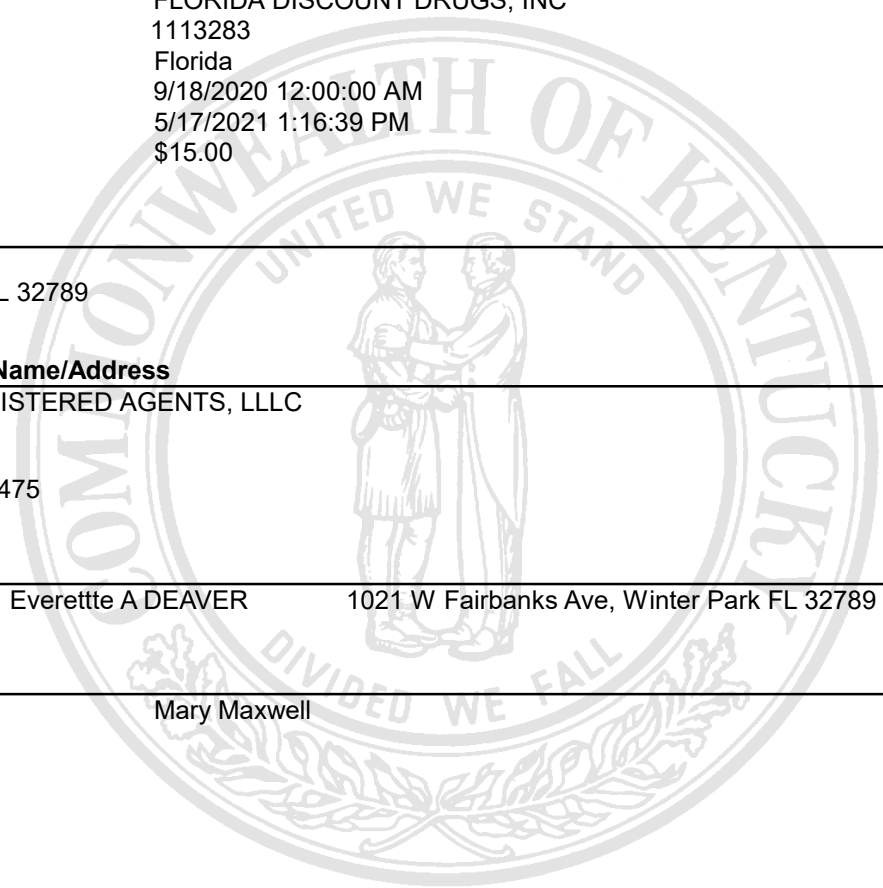 FLORIDA DISCOUNT DRUGS, INC
1113283
Florida
9/18/2020 12:00:00 AM
5/17/2021 1:16:39 PM
$15.00
COMMONWEALTH OF KENTUCKY
UNITED WE STAND
L 32789
Name/Address
ISTERED AGENTS, LLLC
475
Everettte A DEAVER 1021 W Fairbanks Ave, Winter Park FL 32789
DIVIDED WE FALL
Mary Maxwell